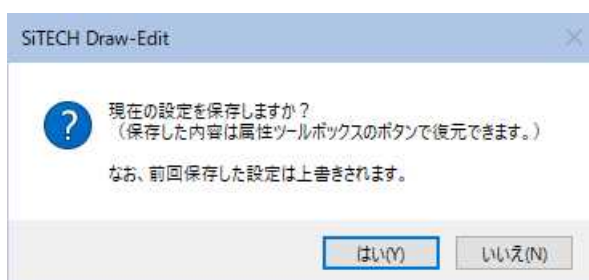 SiTECH Draw-Edit
現在の設定を保存しますか？
（保存した内容は属性ツールボックスのボタンで復元できます。）
なお、前回保存した設定は上書きされます。
はい(Y) いいえ(N)